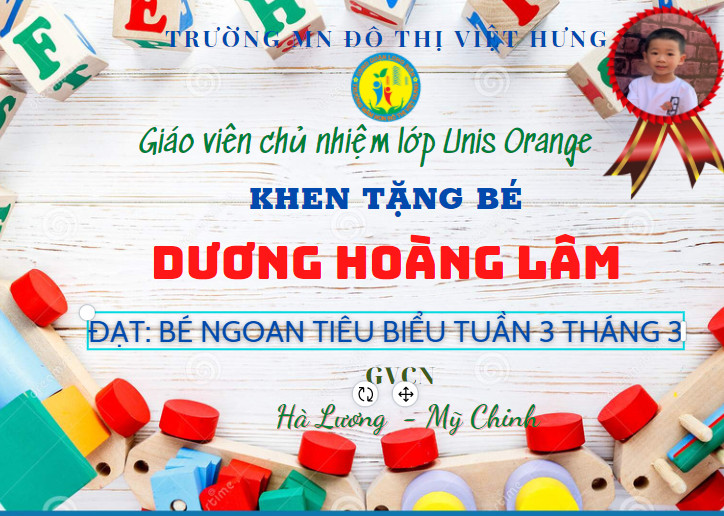 TRƯỜNG MN ĐÔ THỊ VIỆT HƯNG
Giáo viên chủ nhiệm lớp Unis Orange
KHEN TẶNG BÉ
DƯƠNG HOÀNG LÂM
ĐẠT: BÉ NGOAN TIÊU BIỂU TUẦN 3 THÁNG 3
GVCN
Hà Lương - Mỹ Chinh